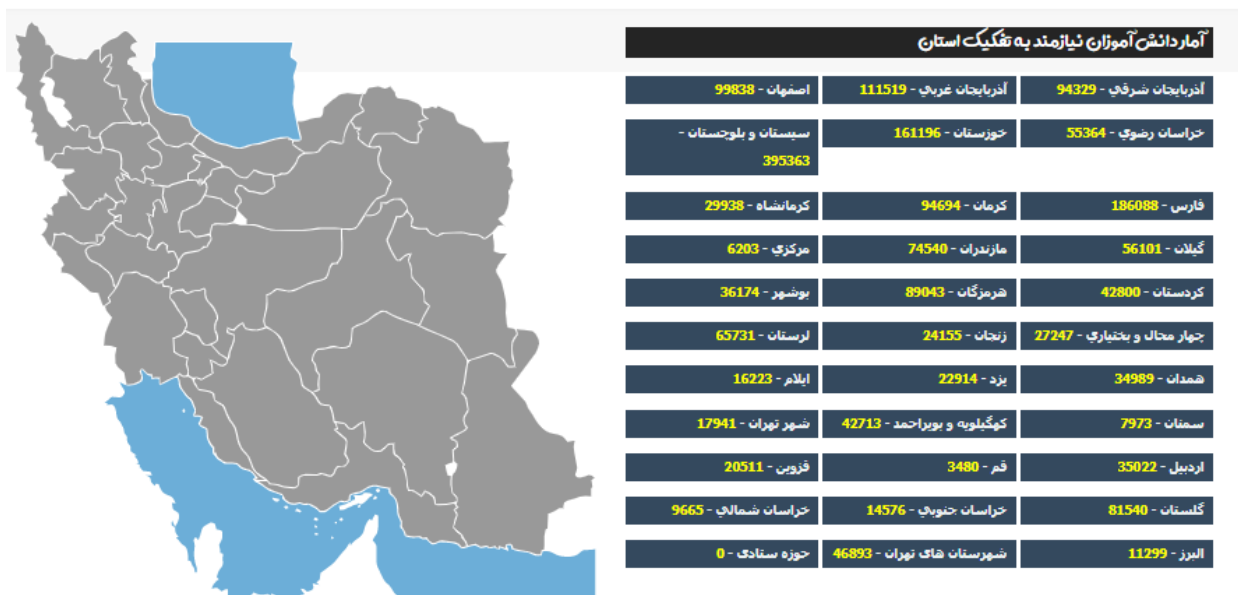 آمار دانش آموزان نیازمند به تفکیک استان
آذربايجان شرقي - 94329
آذربايجان غربي - 111519
اصفهان - 99838
خراسان رضوي - 55364
خوزستان - 161196
سيستان و بلوچستان -
395363
فارس - 186088
کرمان - 94694
کرمانشاه - 29938
گيلان - 56101
مازندران - 74540
مرکزي - 6203
کردستان - 42800
هرمزگان - 89043
بوشهر - 36174
چهار محال و بختياري - 27247
زنجان - 24155
لرستان - 65731
همدان - 34989
يزد - 22914
ايلام - 16223
سمنان - 7973
کهگيلويه و بويراحمد - 42713
شهر تهران - 17941
اردبيل - 35022
قم - 3480
قزوين - 20511
گلستان - 81540
خراسان جنوبي - 14576
خراسان شمالي - 9665
البرز - 11299
شهرستان های تهران - 46893
حوزه ستادی - 0